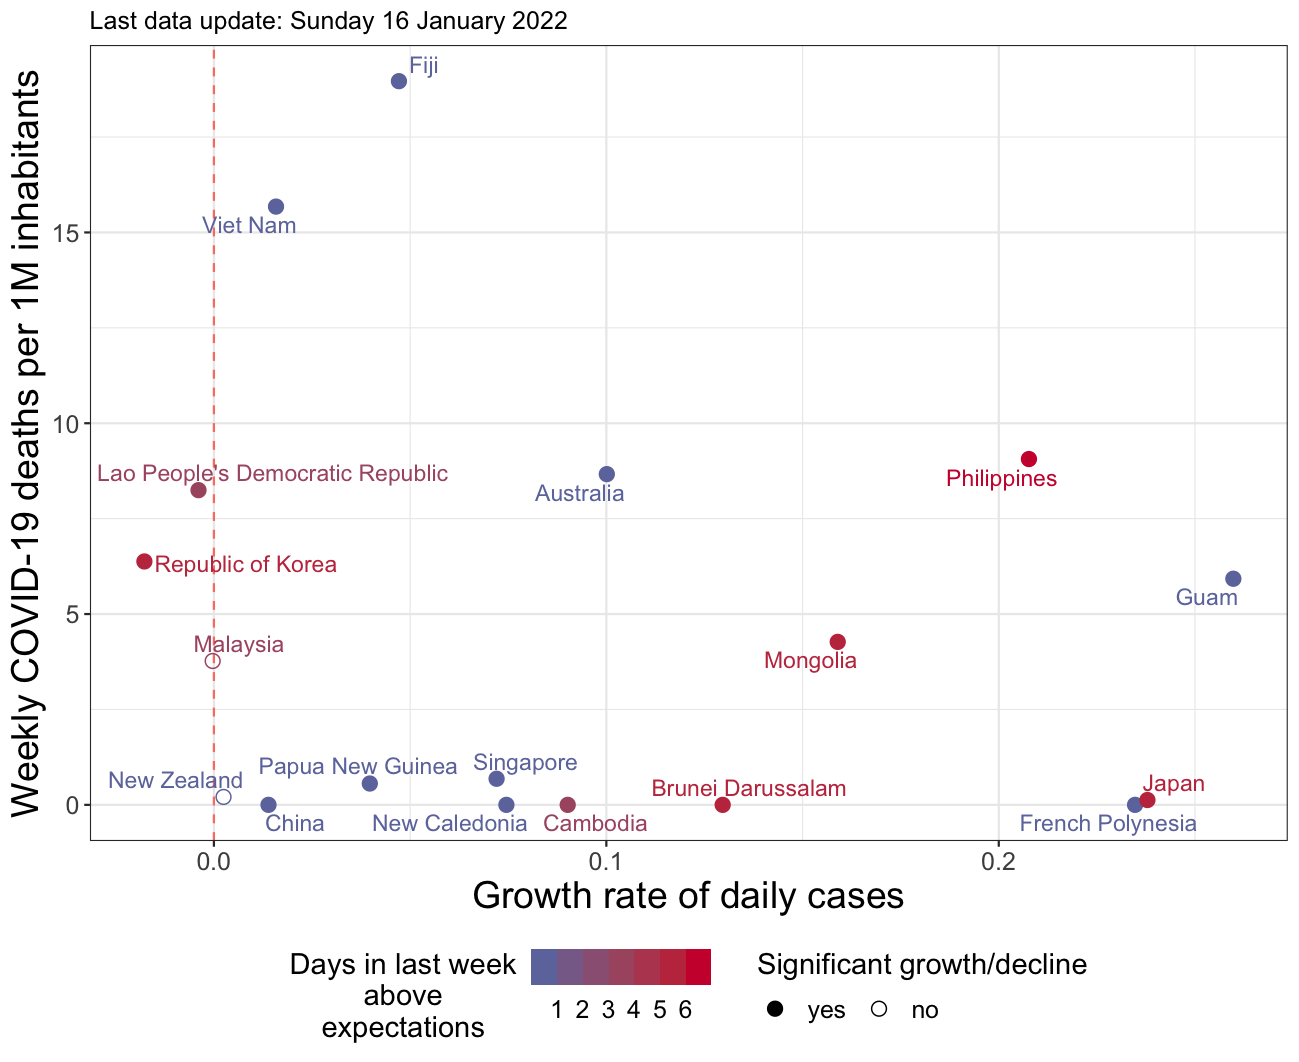 Last data update: Sunday 16 January 2022
Weekly COVID-19 deaths per 1M inhabitants
Fiji
Viet Nam
15
10
Lao People's Democratic Republic
Australia
Philippines
Republic of Korea
Guam
5
Malaysia
Mongolia
Papua New Guinea
Singapore
New Zealand
Brunei Darussalam
Japan
0
China
New Caledonia
Cambodia
French Polynesia
0.0
0.1
0.2
Growth rate of daily cases
Days in last week
above
expectations
1 2 3 4 5 6
Significant growth/decline
yes
no